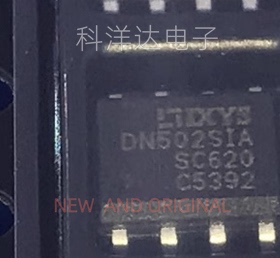 科洋达电子
IXYS
DN502SIA
SC620
C5392
NEW AND ORIGINAL